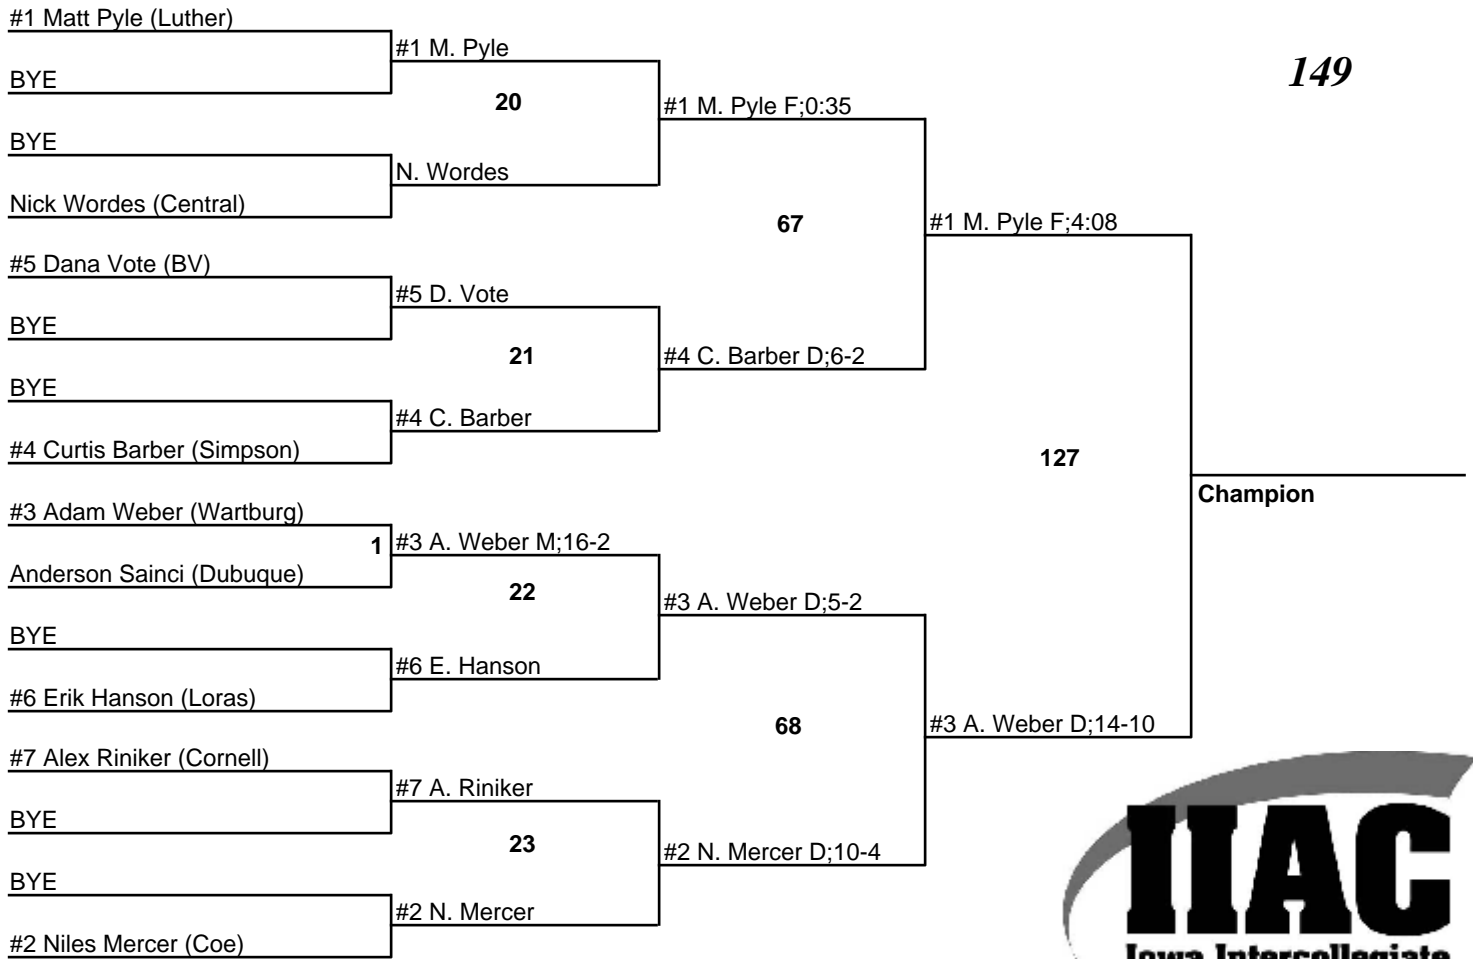 #1 Matt Pyle (Luther)
#1 M. Pyle
149
BYE
20
#1 M. Pyle F;0:35
BYE
N. Wordes
Nick Wordes (Central)
67
#1 M. Pyle F;4:08
#5 Dana Vote (BV)
#5 D. Vote
BYE
21
#4 C. Barber D;6-2
BYE
#4 C. Barber
#4 Curtis Barber (Simpson)
127
Champion
#3 Adam Weber (Wartburg)
1
#3 A. Weber M;16-2
Anderson Sainci (Dubuque)
22
#3 A. Weber D;5-2
BYE
#6 E. Hanson
#6 Erik Hanson (Loras)
68
#3 A. Weber D;14-10
#7 Alex Riniker (Cornell)
#7 A. Riniker
BYE
23
#2 N. Mercer D;10-4
BYE
#2 N. Mercer
#2 Niles Mercer (Coe)
IIAC
Iowa Intercollegiate